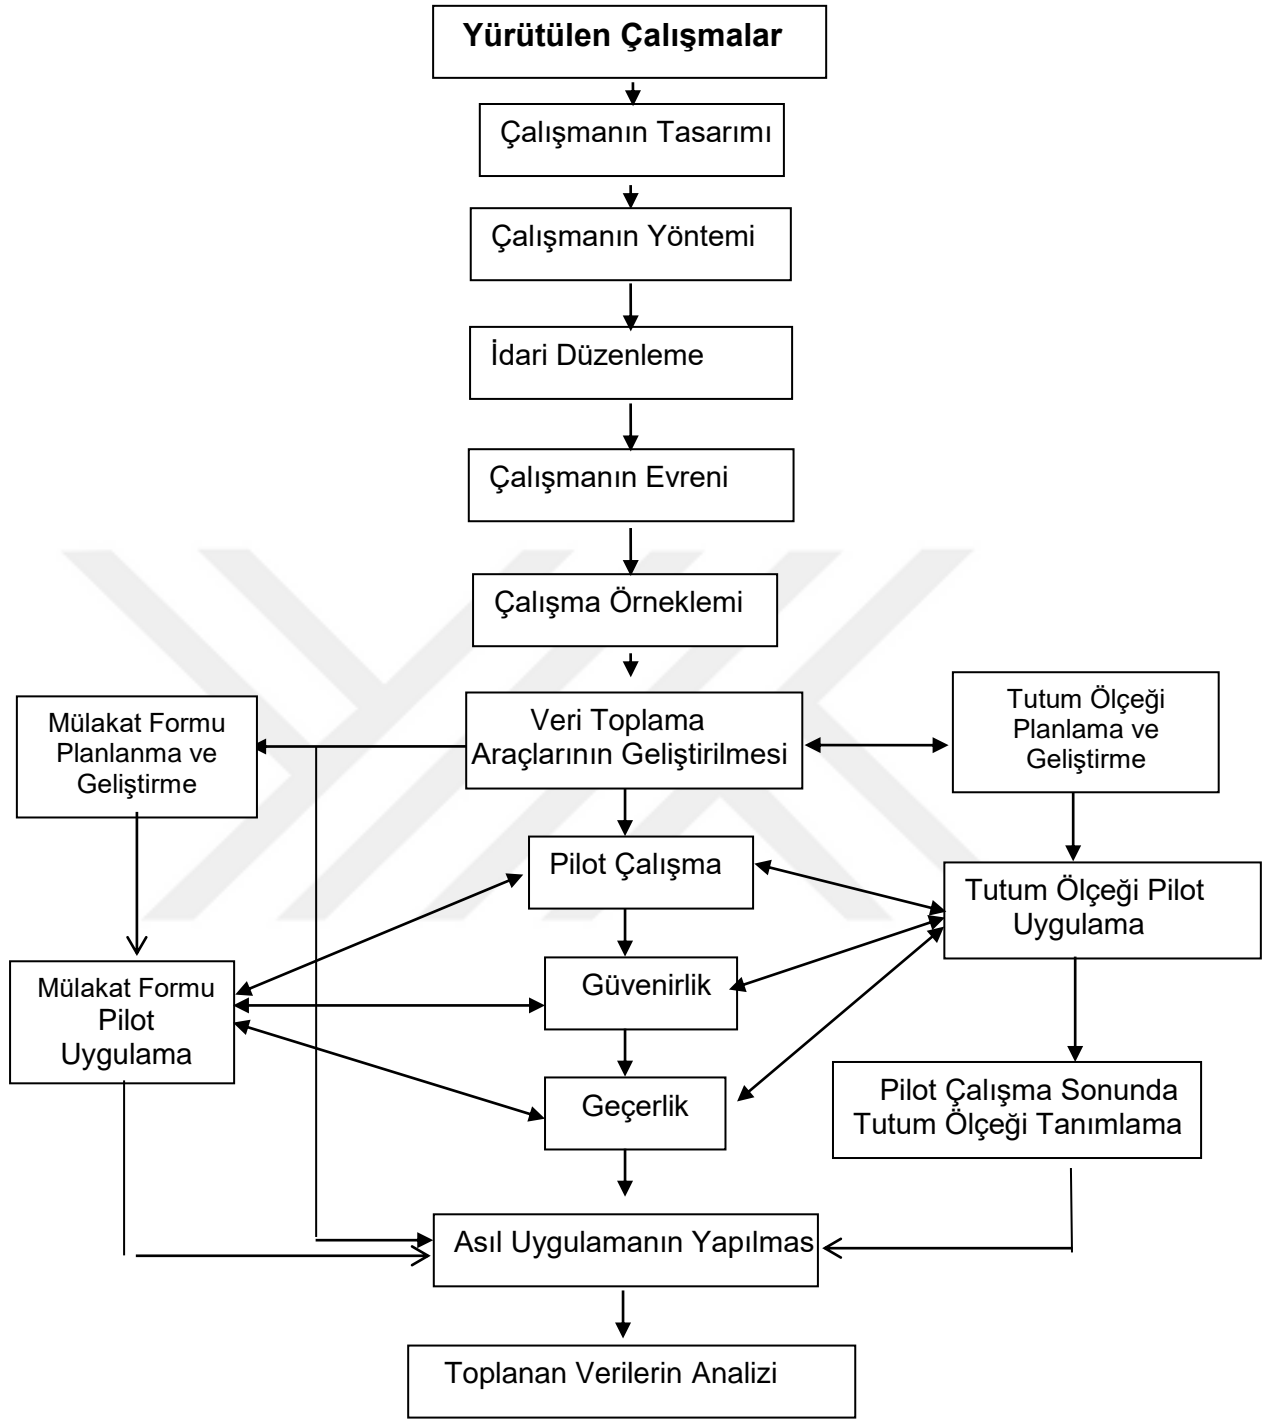 Yürütülen Çalışmalar
Çalışmanın Tasarımı
Çalışmanın Yöntemi
İdari Düzenleme
Çalışmanın Evreni
Çalışma Örneklemi
Mülakat Formu
Planlanma ve
Geliştirme
Veri Toplama
Araçlarının Geliştirilmesi
Tutum Ölçeği
Planlama ve
Geliştirme
Pilot Çalışma
Tutum Ölçeği Pilot
Uygulama
Mülakat Formu
Pilot
Uygulama
Güvenirlik
Geçerlik
Pilot Çalışma Sonunda
Tutum Ölçeği Tanımlama
Asıl Uygulamanın Yapılmas
Toplanan Verilerin Analizi